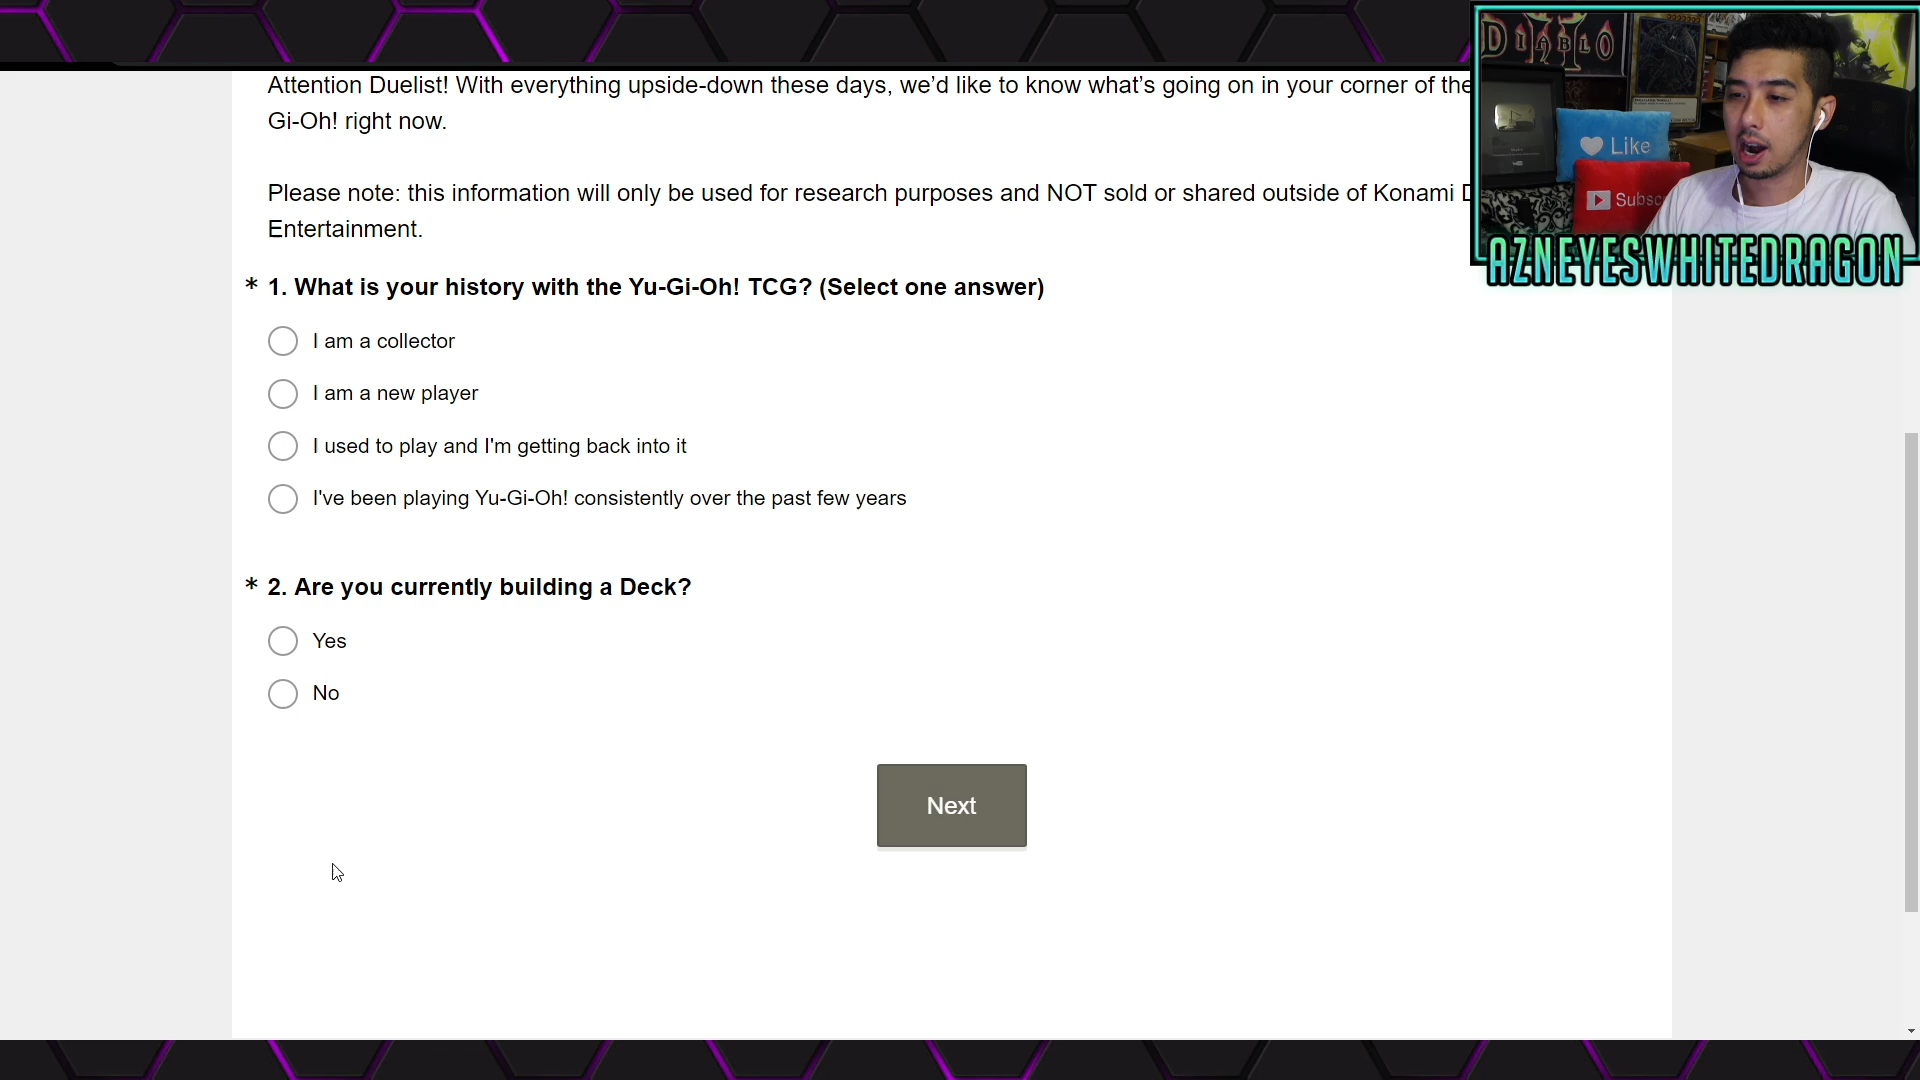 Attention Duelist! With everything upside-down these days, we’d like to know what’s going on in your corner of the
Gi-Oh! right now.
Please note: this information will only be used for research purposes and NOT sold or shared outside of Konami
Entertainment.
* 1. What is your history with the Yu-Gi-Oh! TCG? (Select one answer)
I am a collector
I am a new player
I used to play and I'm getting back into it
I've been playing Yu-Gi-Oh! consistently over the past few years
* 2. Are you currently building a Deck?
Yes
No
Next
DIABLO
Like
Subsc
AZNEYESWHITEDRAGON